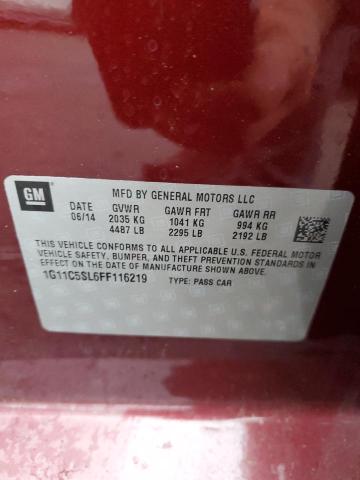 GM
MFD BY GENERAL MOTORS LLC
DATE GVWR GAWR FRT GAWR RR
06/14 2035 KG 1041 KG 994 KG
4487 LB 2295 LB 2192 LB
THIS VEHICLE CONFORMS TO ALL APPLICABLE U.S. FEDERAL MOTOR
VEHICLE SAFETY, BUMPER, AND THEFT PREVENTION STANDARDS IN
EFFECT ON THE DATE OF MANUFACTURE SHOWN ABOVE.
1G11C5SL6FF116219 TYPE: PASS CAR